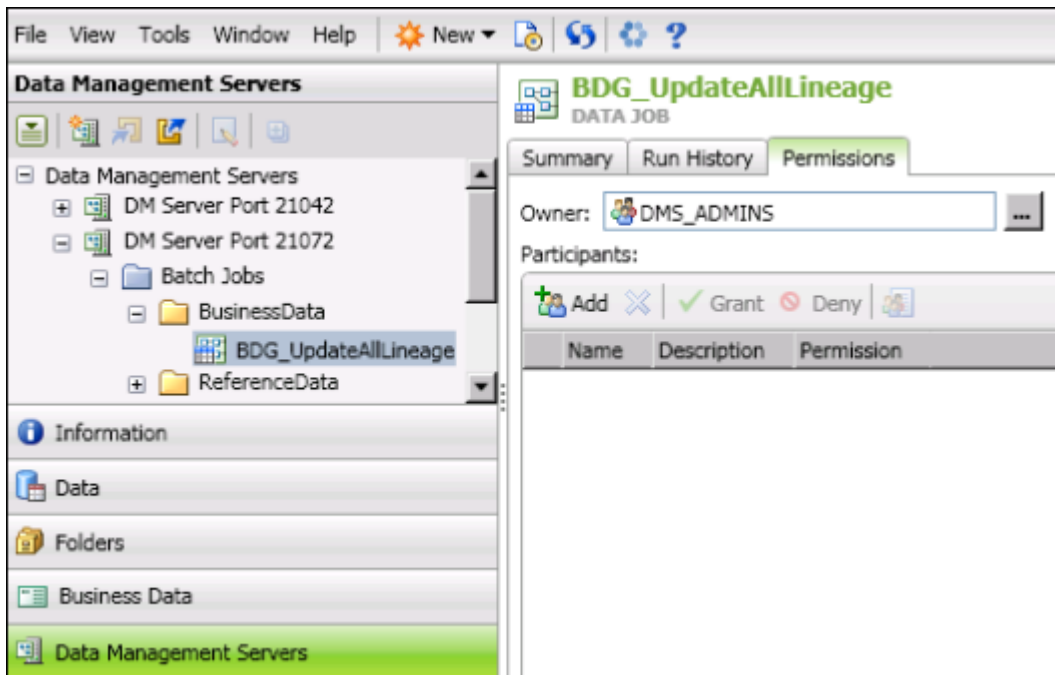 File View Tools Window Help New
Data Management Servers
Data Management Servers
DM Server Port 21042
DM Server Port 21072
Batch Jobs
BusinessData
BDG_UpdateAllLineage
ReferenceData
Information
Data
Folders
Business Data
Data Management Servers
BDG_UpdateAllLineage
DATA JOB
Summary Run History Permissions
Owner: DMS_ADMINS ...
Participants:
Add Grant Deny
Name Description Permission